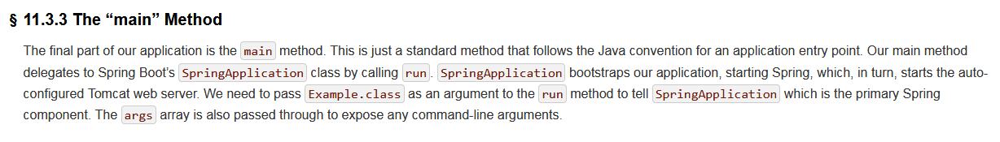 § 11.3.3 The “main” Method
The final part of our application is the main method. This is just a standard method that follows the Java convention for an application entry point. Our main method
delegates to Spring Boot’s SpringApplication class by calling run. SpringApplication bootstraps our application, starting Spring, which, in turn, starts the auto-
configured Tomcat web server. We need to pass Example.class as an argument to the run method to tell SpringApplication which is the primary Spring
component. The args array is also passed through to expose any command-line arguments.